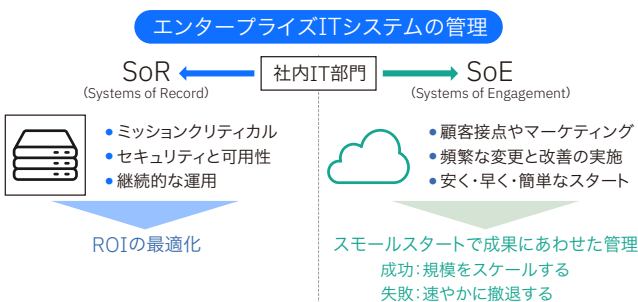 エンタープライズITシステムの管理
SoR
(Systems of Record)
社内IT部門
SoE
(Systems of Engagement)
●ミッションクリティカル
●セキュリティと可用性
●継続的な運用
ROIの最適化
●顧客接点やマーケティング
●頻繁な変更と改善の実施
●安く・早く・簡単なスタート
スモールスタートで成果にあわせた管理
成功：規模をスケールする
失敗：速やかに撤退する